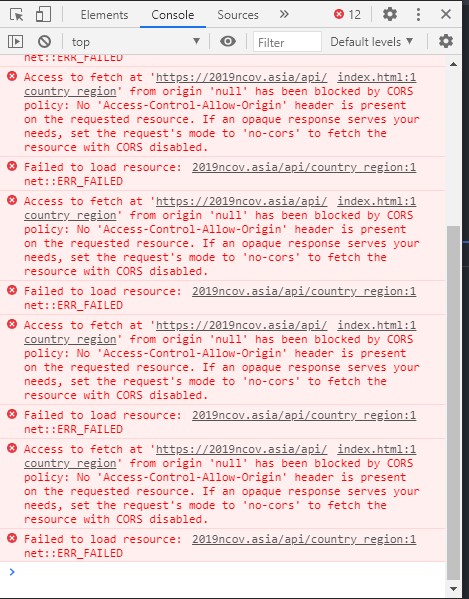 Elements Console Sources 12
top Filter Default levels
net::ERR_FAILED
Access to fetch at 'https://2019ncov.asia/api/ index.html:1
country_region' from origin 'null' has been blocked by CORS
policy: No 'Access-Control-Allow-Origin' header is present
on the requested resource. If an opaque response serves your
needs, set the request's mode to 'no-cors' to fetch the
resource with CORS disabled.
Failed to load resource: 2019ncov.asia/api/country_region:1
net::ERR_FAILED
Access to fetch at 'https://2019ncov.asia/api/ index.html:1
country_region' from origin 'null' has been blocked by CORS
policy: No 'Access-Control-Allow-Origin' header is present
on the requested resource. If an opaque response serves your
needs, set the request's mode to 'no-cors' to fetch the
resource with CORS disabled.
Failed to load resource: 2019ncov.asia/api/country_region:1
net::ERR_FAILED
Access to fetch at 'https://2019ncov.asia/api/ index.html:1
country_region' from origin 'null' has been blocked by CORS
policy: No 'Access-Control-Allow-Origin' header is present
on the requested resource. If an opaque response serves your
needs, set the request's mode to 'no-cors' to fetch the
resource with CORS disabled.
Failed to load resource: 2019ncov.asia/api/country_region:1
net::ERR_FAILED
Access to fetch at 'https://2019ncov.asia/api/ index.html:1
country_region' from origin 'null' has been blocked by CORS
policy: No 'Access-Control-Allow-Origin' header is present
on the requested resource. If an opaque response serves your
needs, set the request's mode to 'no-cors' to fetch the
resource with CORS disabled.
Failed to load resource: 2019ncov.asia/api/country_region:1
net::ERR_FAILED